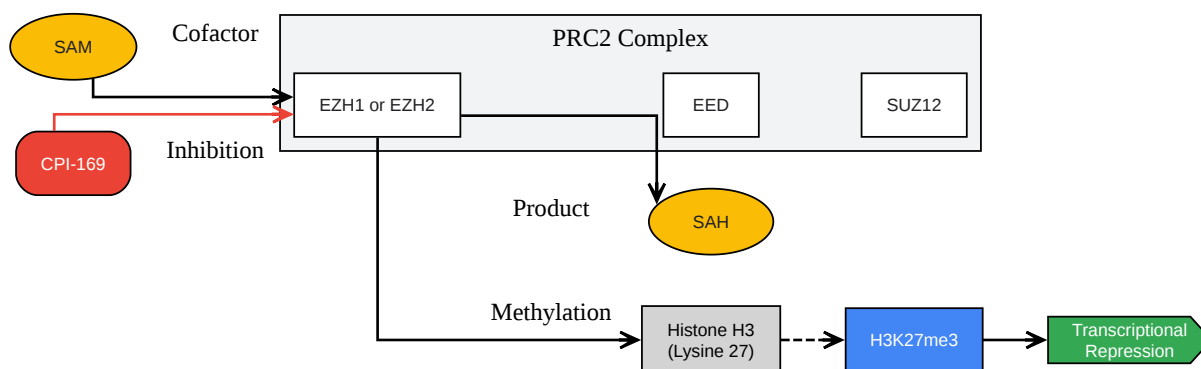 SAM
Cofactor
PRC2 Complex
EZH1 or EZH2
EED
SUZ12
CPI-169
Inhibition
Product
SAH
Methylation
Histone H3
(Lysine 27)
H3K27me3
Transcriptional
Repression